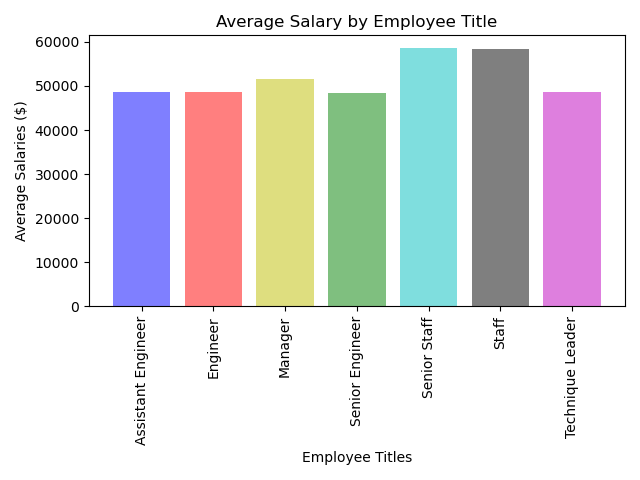 Average Salary by Employee Title
Average Salaries ($)
60000
50000
40000
30000
20000
10000
0
Assistant Engineer
Engineer
Manager
Senior Engineer
Senior Staff
Staff
Technique Leader
Employee Titles